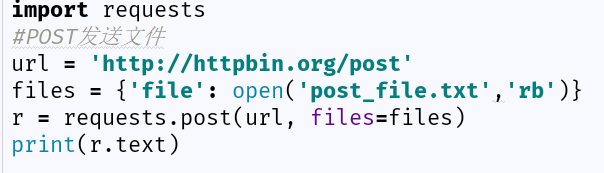 import requests
#POST发送文件
url = 'http://httpbin.org/post'
files = {'file': open('post_file.txt','rb')}
r = requests.post(url, files=files)
print(r.text)